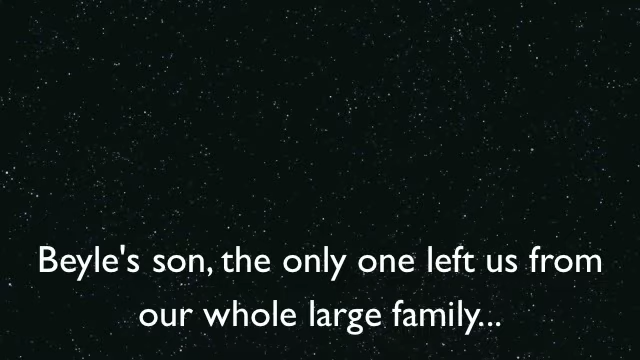 Beyle's son, the only one left us from
our whole large family...